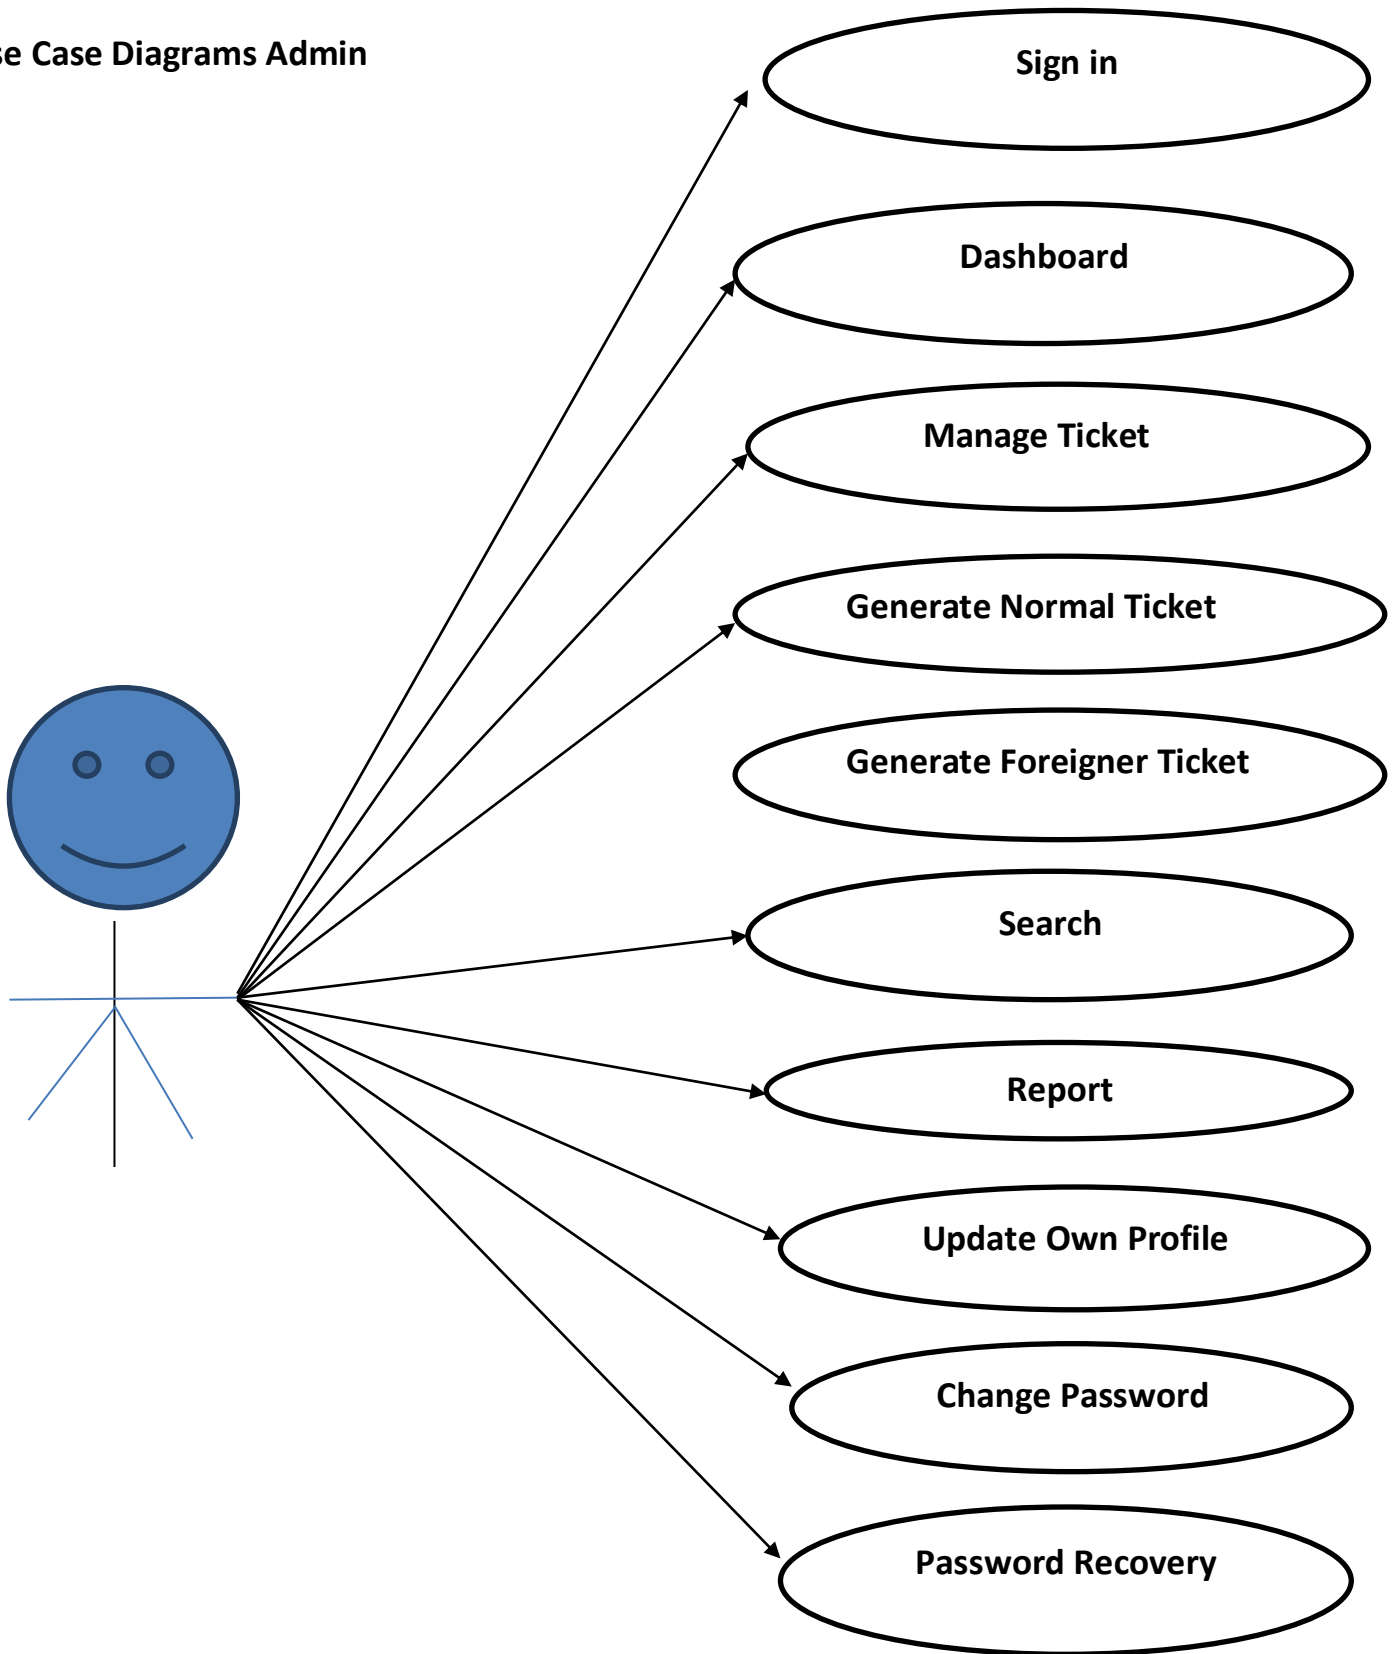 se Case Diagrams Admin
Sign in
Dashboard
Manage Ticket
Generate Normal Ticket
Generate Foreigner Ticket
Search
Report
Update Own Profile
Change Password
Password Recovery